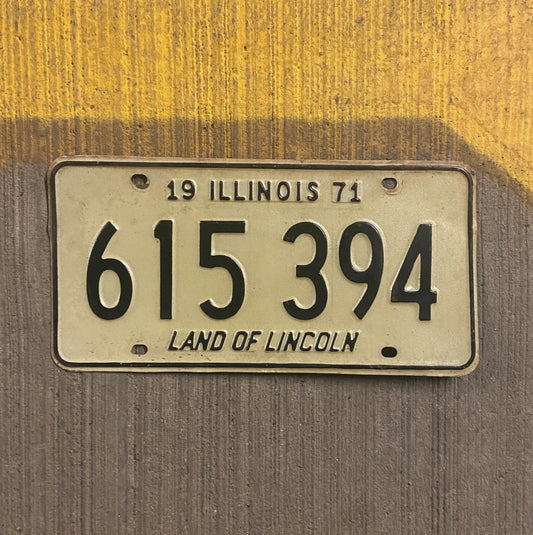 19 ILLINOIS 71
615 394
LAND OF LINCOLN